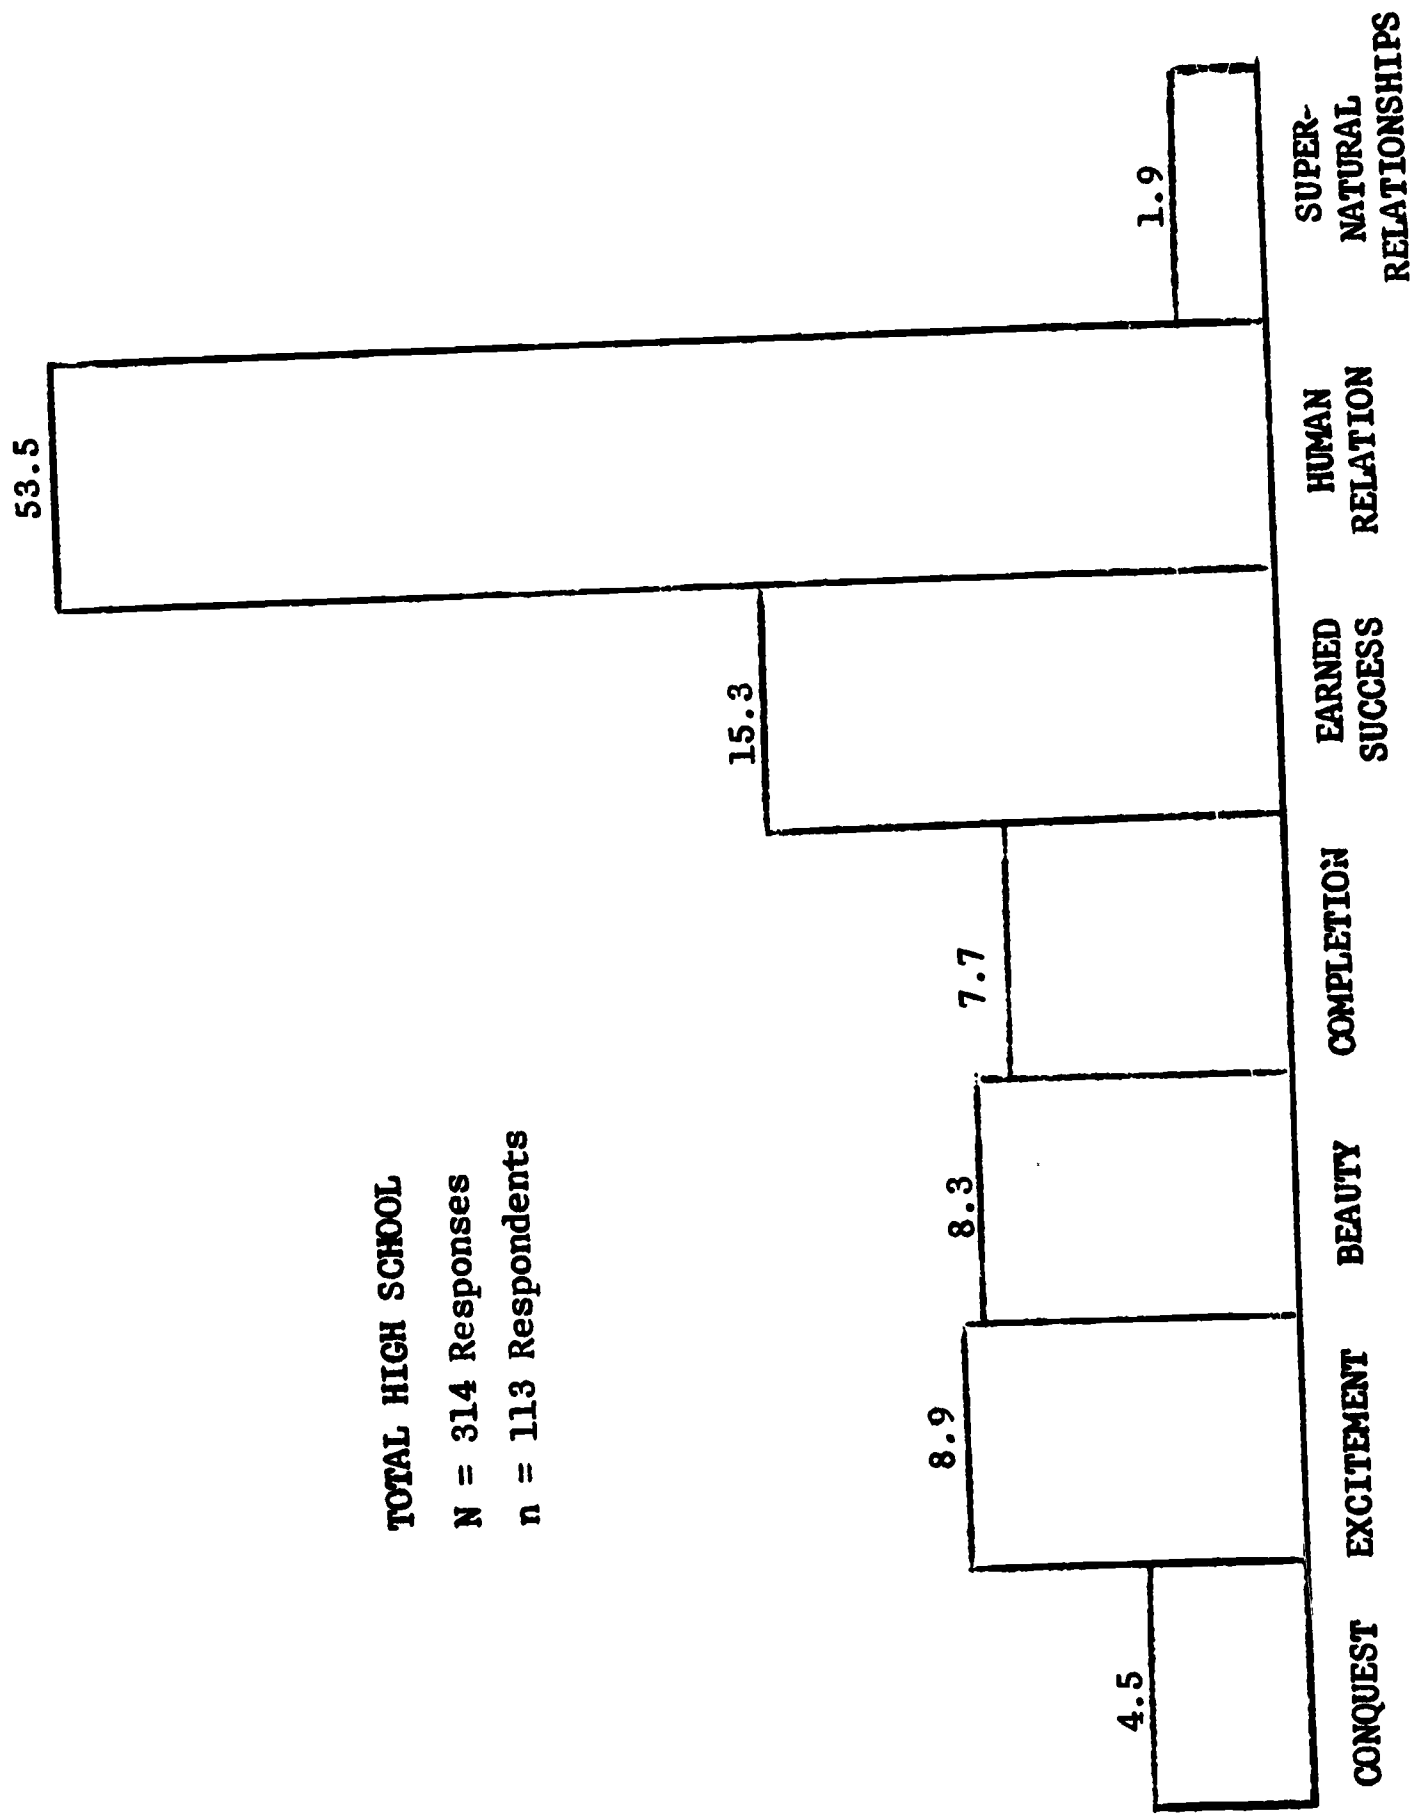 TOTAL HIGH SCHOOL
N = 314 Responses
n = 113 Respondents
4.5
8.9
8.3
7.7
15.3
53.5
1.9
CONQUEST
EXCITEMENT
BEAUTY
COMPLETION
EARNED
SUCCESS
HUMAN
RELATION
SUPER-
NATURAL
RELATIONSHIPS